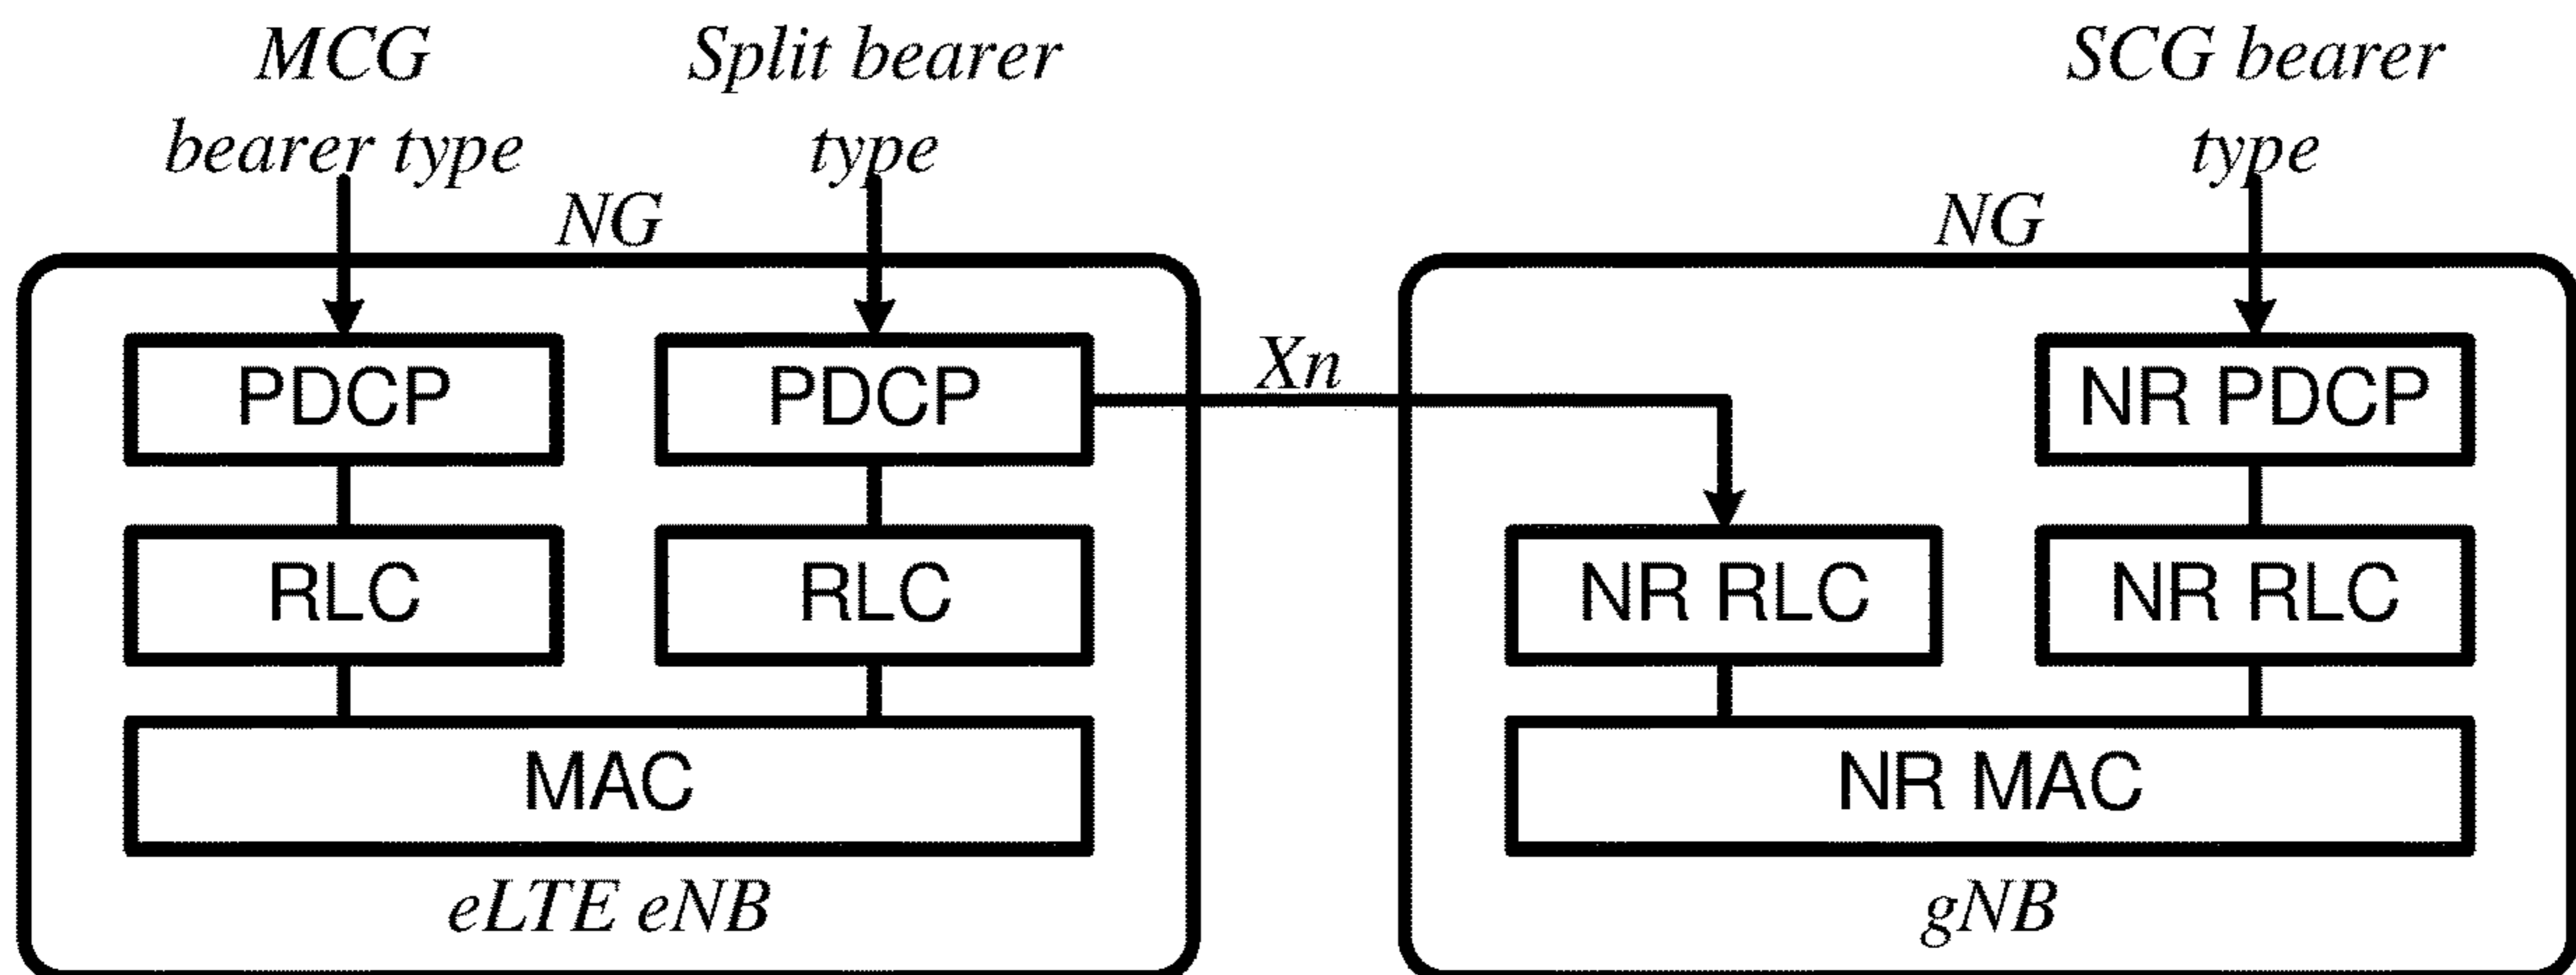 MCG
bearer type
Split bearer
type
SCG bearer
type
NG
NG
Xn
PDCP
PDCP
NR PDCP
RLC
RLC
NR RLC
NR RLC
MAC
NR MAC
eLTE eNB
gNB